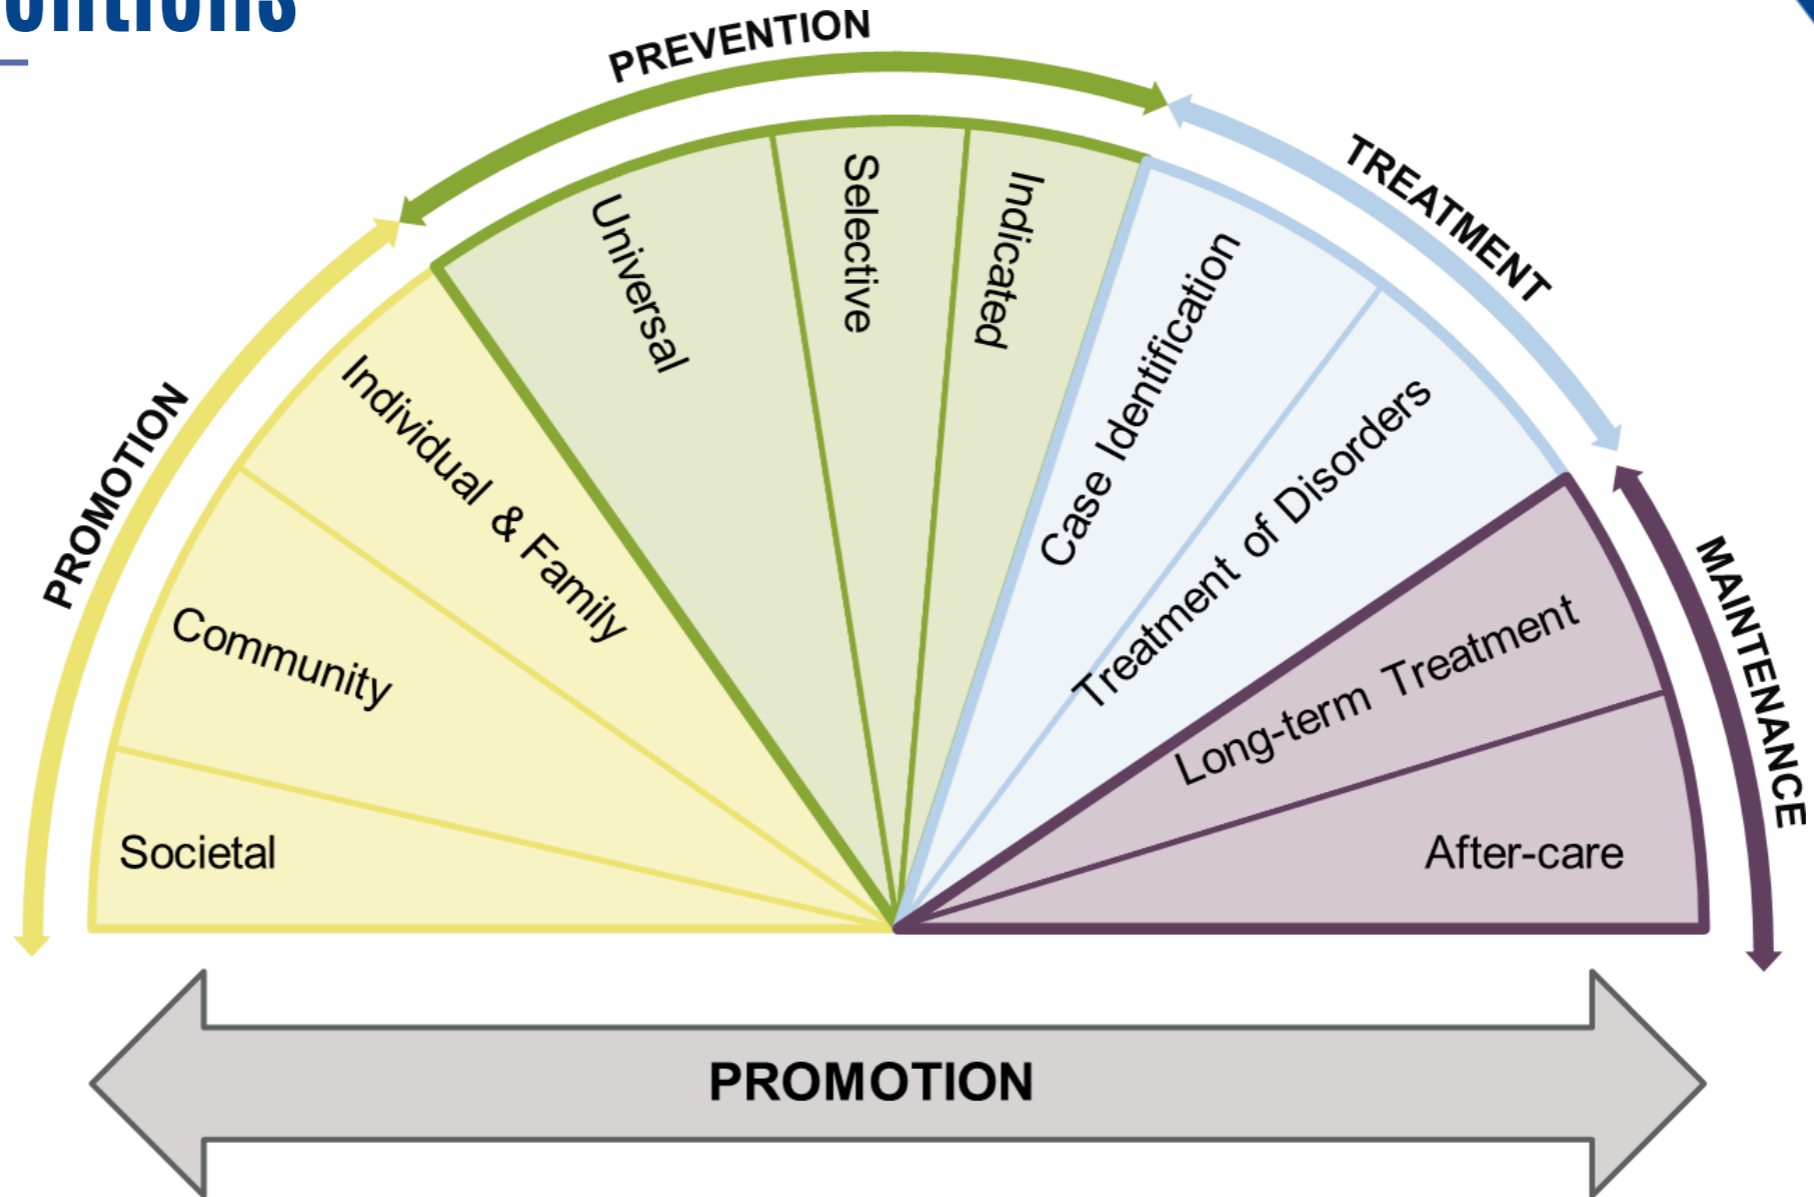 PREVENTION
TREATMENT
PROMOTION
MAINTENANCE
Societal
Community
Individual & Family
Universal
Selective
Indicated
Case Identification
Treatment of Disorders
Long-term Treatment
After-care
PROMOTION